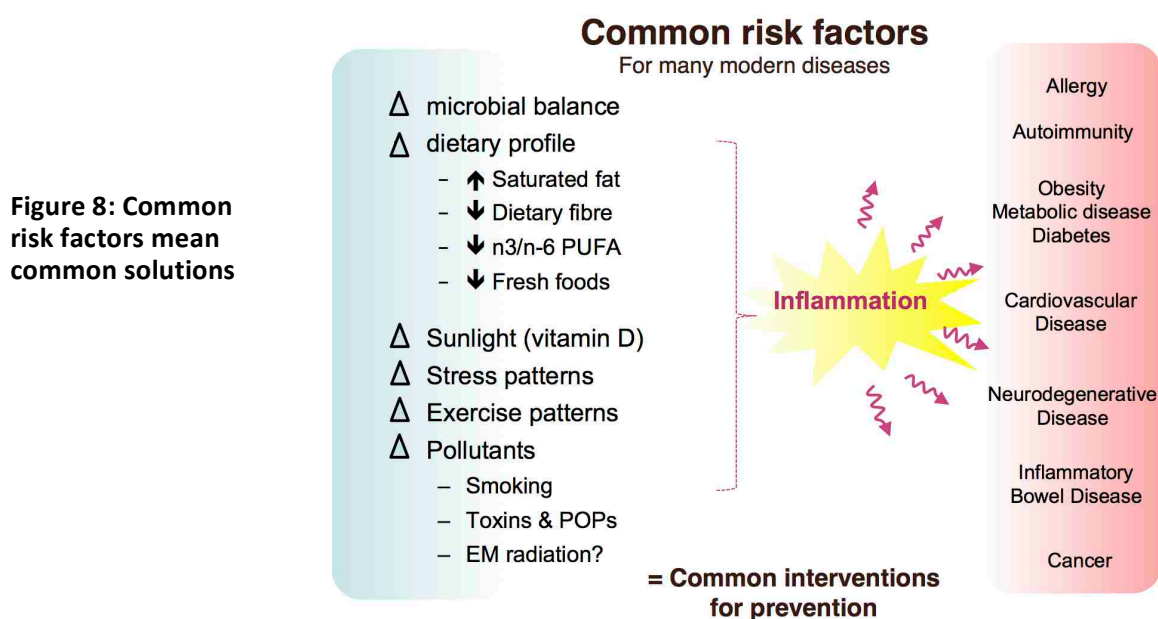 Figure 8: Common
risk factors mean
common solutions
Common risk factors
For many modern diseases
Δ microbial balance
Δ dietary profile
- ↑ Saturated fat
- ↓ Dietary fibre
- ↓ n3/n-6 PUFA
- ↓ Fresh foods
Δ Sunlight (vitamin D)
Δ Stress patterns
Δ Exercise patterns
Δ Pollutants
– Smoking
– Toxins & POPs
– EM radiation?
Inflammation
Allergy
Autoimmunity
Obesity
Metabolic disease
Diabetes
Cardiovascular
Disease
Neurodegenerative
Disease
Inflammatory
Bowel Disease
Cancer
= Common interventions
for prevention